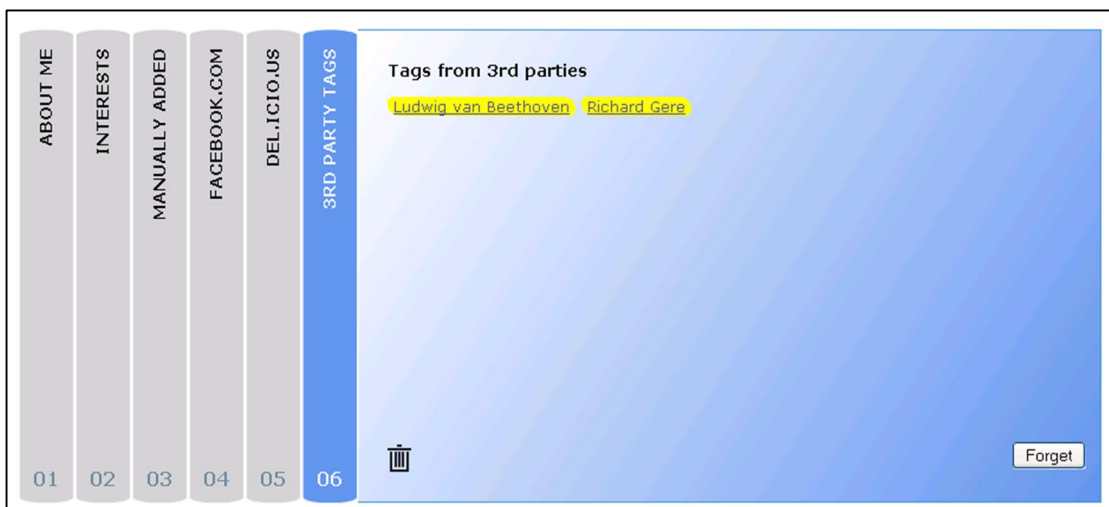 ABOUT ME
01
INTERESTS
02
MANUALLY ADDED
03
FACEBOOK.COM
04
DEL.ICIO.US
05
3RD PARTY TAGS
06
Tags from 3rd parties
Ludwig van Beethoven Richard Gere
Forget